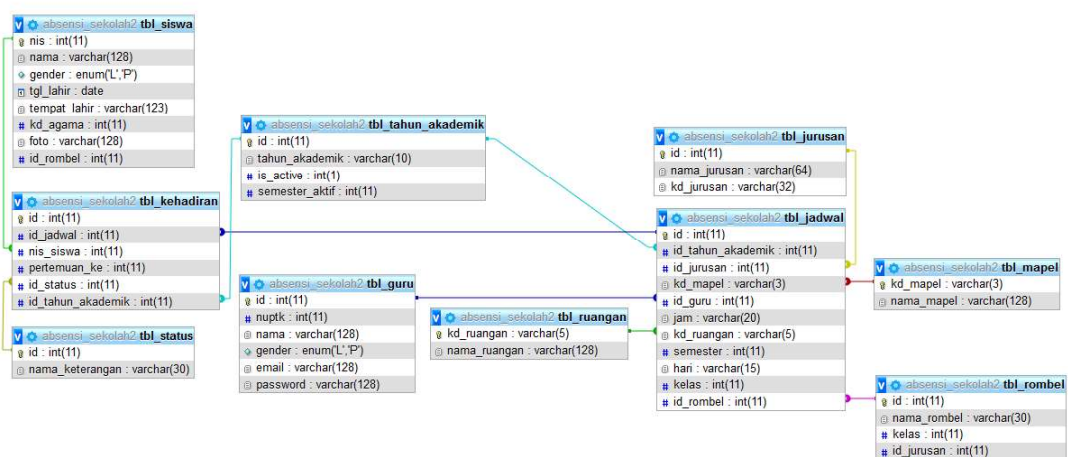 absensi_sekolah2 tbl_siswa
nis : int(11)
nama : varchar(128)
gender : enum('L','P')
tgl_lahir : date
tempat_lahir : varchar(123)
kd_agama : int(11)
foto : varchar(128)
id_rombel : int(11)
absensi_sekolah2 tbl_tahun_akademik
id : int(11)
tahun_akademik : varchar(10)
is_active : int(1)
semester_aktif : int(11)
absensi_sekolah2 tbl_jurusan
id : int(11)
nama_jurusan : varchar(64)
kd_jurusan : varchar(32)
absensi_sekolah2 tbl_kehadiran
id : int(11)
id_jadwal : int(11)
nis_siswa : int(11)
pertemuan_ke : int(11)
id_status : int(11)
id_tahun_akademik : int(11)
absensi_sekolah2 tbl_jadwal
id : int(11)
id_tahun_akademik : int(11)
id_jurusan : int(11)
kd_mapel : varchar(3)
id_guru : int(11)
jam : varchar(20)
kd_ruangan : varchar(5)
semester : int(11)
hari : varchar(15)
kelas : int(11)
id_rombel : int(11)
absensi_sekolah2 tbl_mapel
kd_mapel : varchar(3)
nama_mapel : varchar(128)
absensi_sekolah2 tbl_guru
id : int(11)
nuptk : int(11)
nama : varchar(128)
gender : enum('L','P')
email : varchar(128)
password : varchar(128)
absensi_sekolah2 tbl_ruangan
kd_ruangan : varchar(5)
nama_ruangan : varchar(128)
absensi_sekolah2 tbl_status
id : int(11)
nama_keterangan : varchar(30)
absensi_sekolah2 tbl_rombel
id : int(11)
nama_rombel : varchar(30)
kelas : int(11)
id_jurusan : int(11)